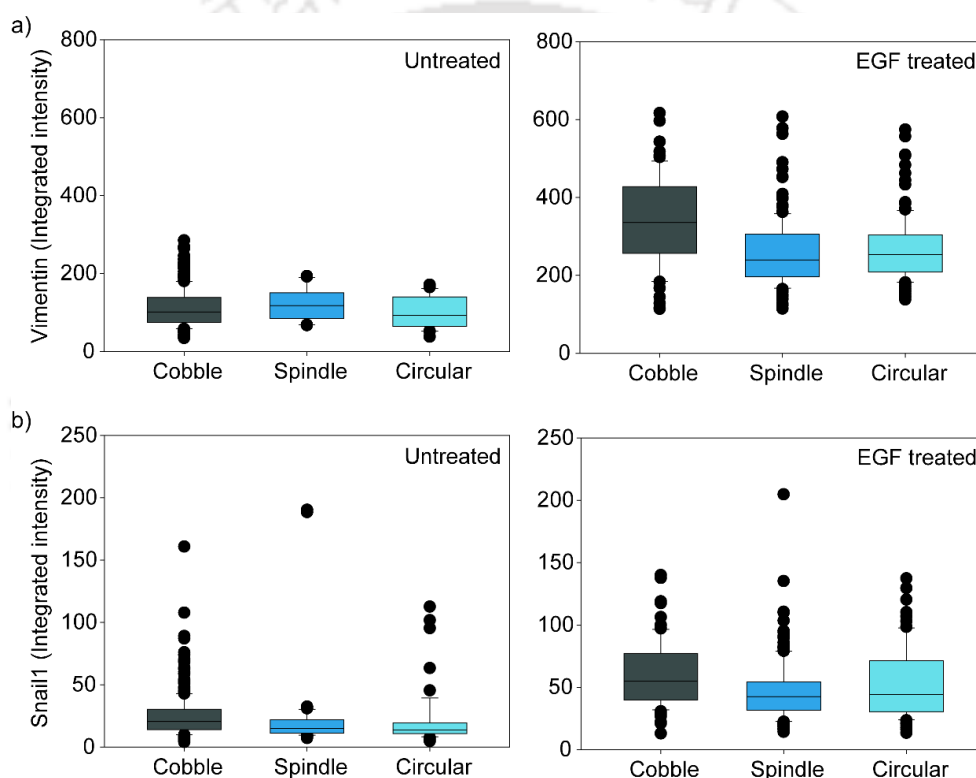 a)
Vimentin (Integrated intensity)
800
600
400
200
0
Untreated
Cobble Spindle Circular
800
600
400
200
0
EGF treated
Cobble Spindle Circular
b)
Snail1 (Integrated intensity)
250
200
150
100
50
0
Untreated
Cobble Spindle Circular
250
200
150
100
50
0
EGF treated
Cobble Spindle Circular